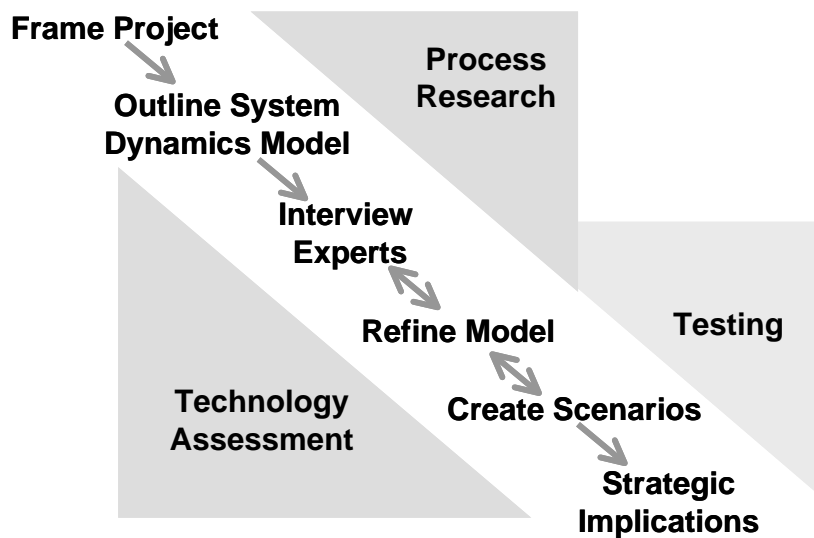 Frame Project
Process
Research
Outline System
Dynamics Model
Interview
Experts
Refine Model
Testing
Technology
Assessment
Create Scenarios
Strategic
Implications